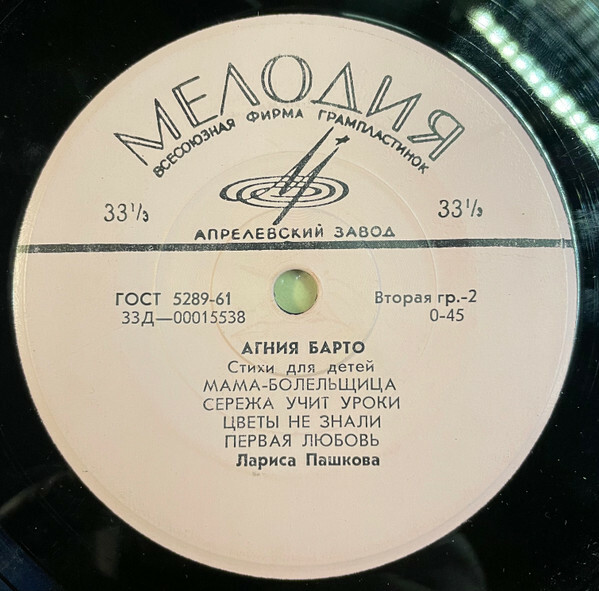 МЕЛОДИЯ
ВСЕСОЮЗНАЯ ФИРМА ГРАМПЛАСТИНОК
33⅓ 33⅓
АПРЕЛЕВСКИЙ ЗАВОД
ГОСТ 5289-61 Вторая гр.-2
33Д—00015538 0-45
АГНИЯ БАРТО
Стихи для детей
МАМА-БОЛЕЛЬЩИЦА
СЕРЕЖА УЧИТ УРОКИ
ЦВЕТЫ НЕ ЗНАЛИ
ПЕРВАЯ ЛЮБОВЬ
Лариса Пашкова